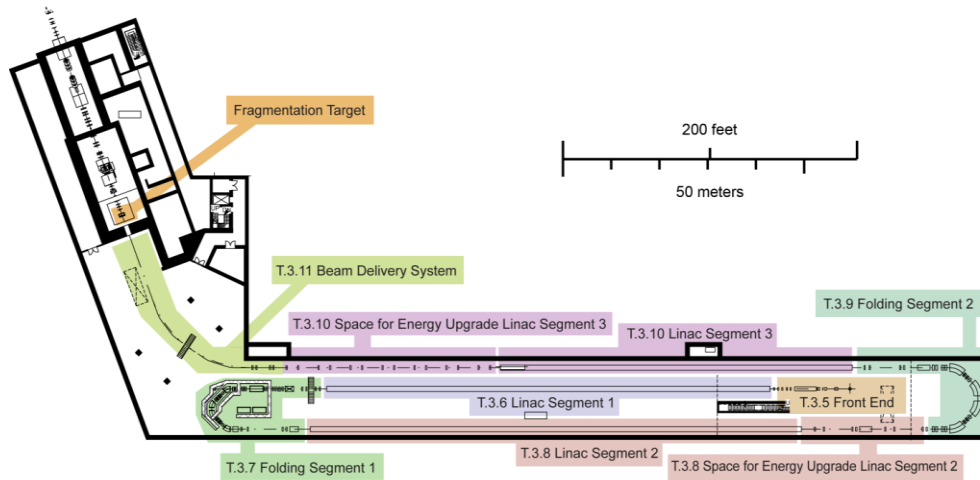 Fragmentation Target
200 feet
50 meters
T.3.11 Beam Delivery System
T.3.9 Folding Segment 2
T.3.10 Space for Energy Upgrade Linac Segment 3
T.3.10 Linac Segment 3
T.3.6 Linac Segment 1
T.3.5 Front End
T.3.8 Linac Segment 2
T.3.7 Folding Segment 1
T.3.8 Space for Energy Upgrade Linac Segment 2